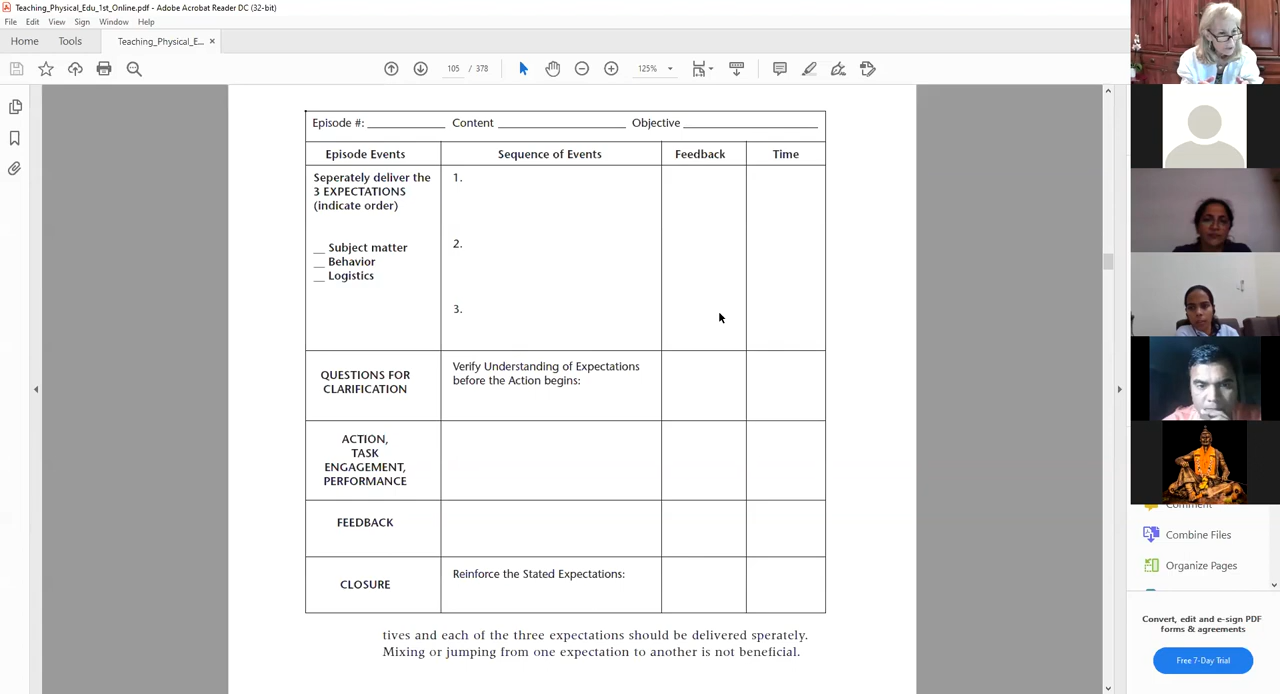 Teaching_Physical_Edu_1st_Online.pdf - Adobe Acrobat Reader DC (32-bit)
File Edit View Sign Window Help
Home Tools Teaching_Physical_E... ×
105 / 378 125%
Episode #: __________ Content __________________ Objective ___________________
Episode Events Sequence of Events Feedback Time
Seperately deliver the
3 EXPECTATIONS
(indicate order)
__ Subject matter
__ Behavior
__ Logistics
1.
2.
3.
QUESTIONS FOR
CLARIFICATION
Verify Understanding of Expectations
before the Action begins:
ACTION,
TASK
ENGAGEMENT,
PERFORMANCE
FEEDBACK
CLOSURE
Reinforce the Stated Expectations:
tives and each of the three expectations should be delivered sperately.
Mixing or jumping from one expectation to another is not beneficial.
Comment
Combine Files
Organize Pages
Convert, edit and e-sign PDF
forms & agreements
Free 7-Day Trial